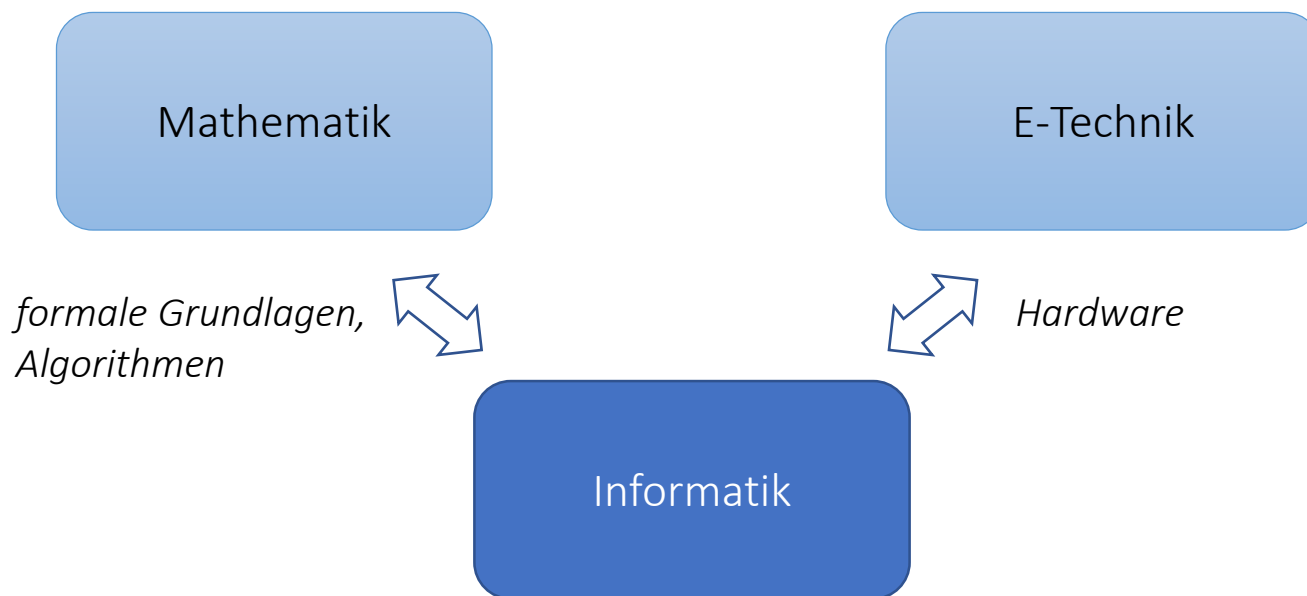 Mathematik
E-Technik
formale Grundlagen,
Algorithmen
Hardware
Informatik